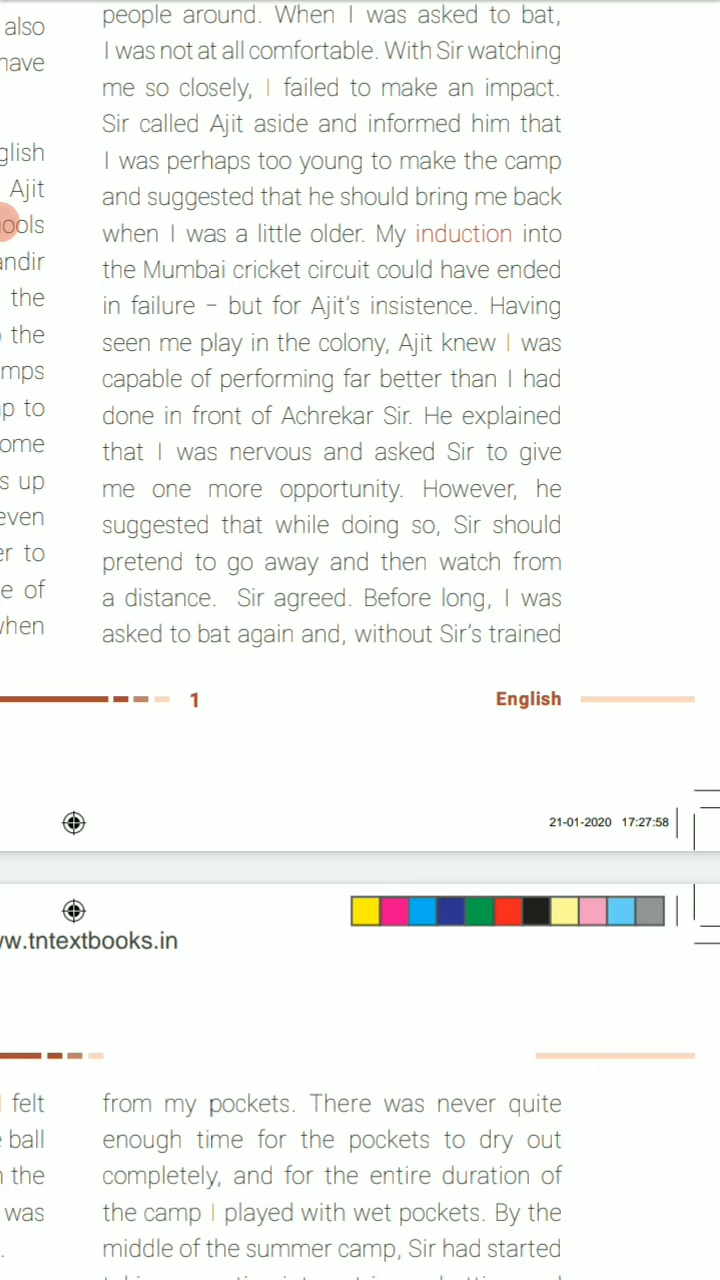 also
have
glish
Ajit
ools
andir
the
the
mps
p to
ome
s up
even
er to
e of
when
people around. When I was asked to bat,
I was not at all comfortable. With Sir watching
me so closely, I failed to make an impact.
Sir called Ajit aside and informed him that
I was perhaps too young to make the camp
and suggested that he should bring me back
when I was a little older. My induction into
the Mumbai cricket circuit could have ended
in failure – but for Ajit's insistence. Having
seen me play in the colony, Ajit knew I was
capable of performing far better than I had
done in front of Achrekar Sir. He explained
that I was nervous and asked Sir to give
me one more opportunity. However, he
suggested that while doing so, Sir should
pretend to go away and then watch from
a distance. Sir agreed. Before long, I was
asked to bat again and, without Sir's trained
1 English
21-01-2020 17:27:58
w.tntextbooks.in
felt
ball
the
was
.
from my pockets. There was never quite
enough time for the pockets to dry out
completely, and for the entire duration of
the camp I played with wet pockets. By the
middle of the summer camp, Sir had started